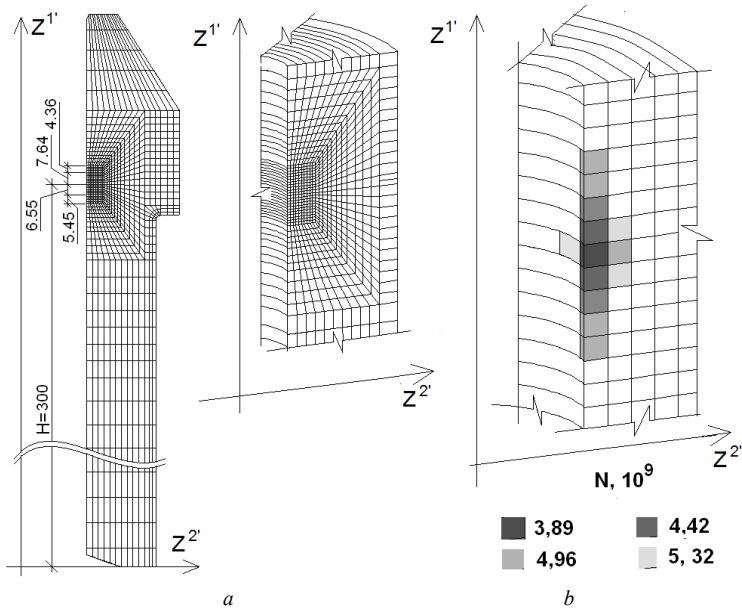 Z1'
Z1'
Z1'
4.36
7.64
6.55
5.45
H=300
Z2'
Z2'
Z2'
N, 10⁹
3,89
4,42
4,96
5, 32
a
b